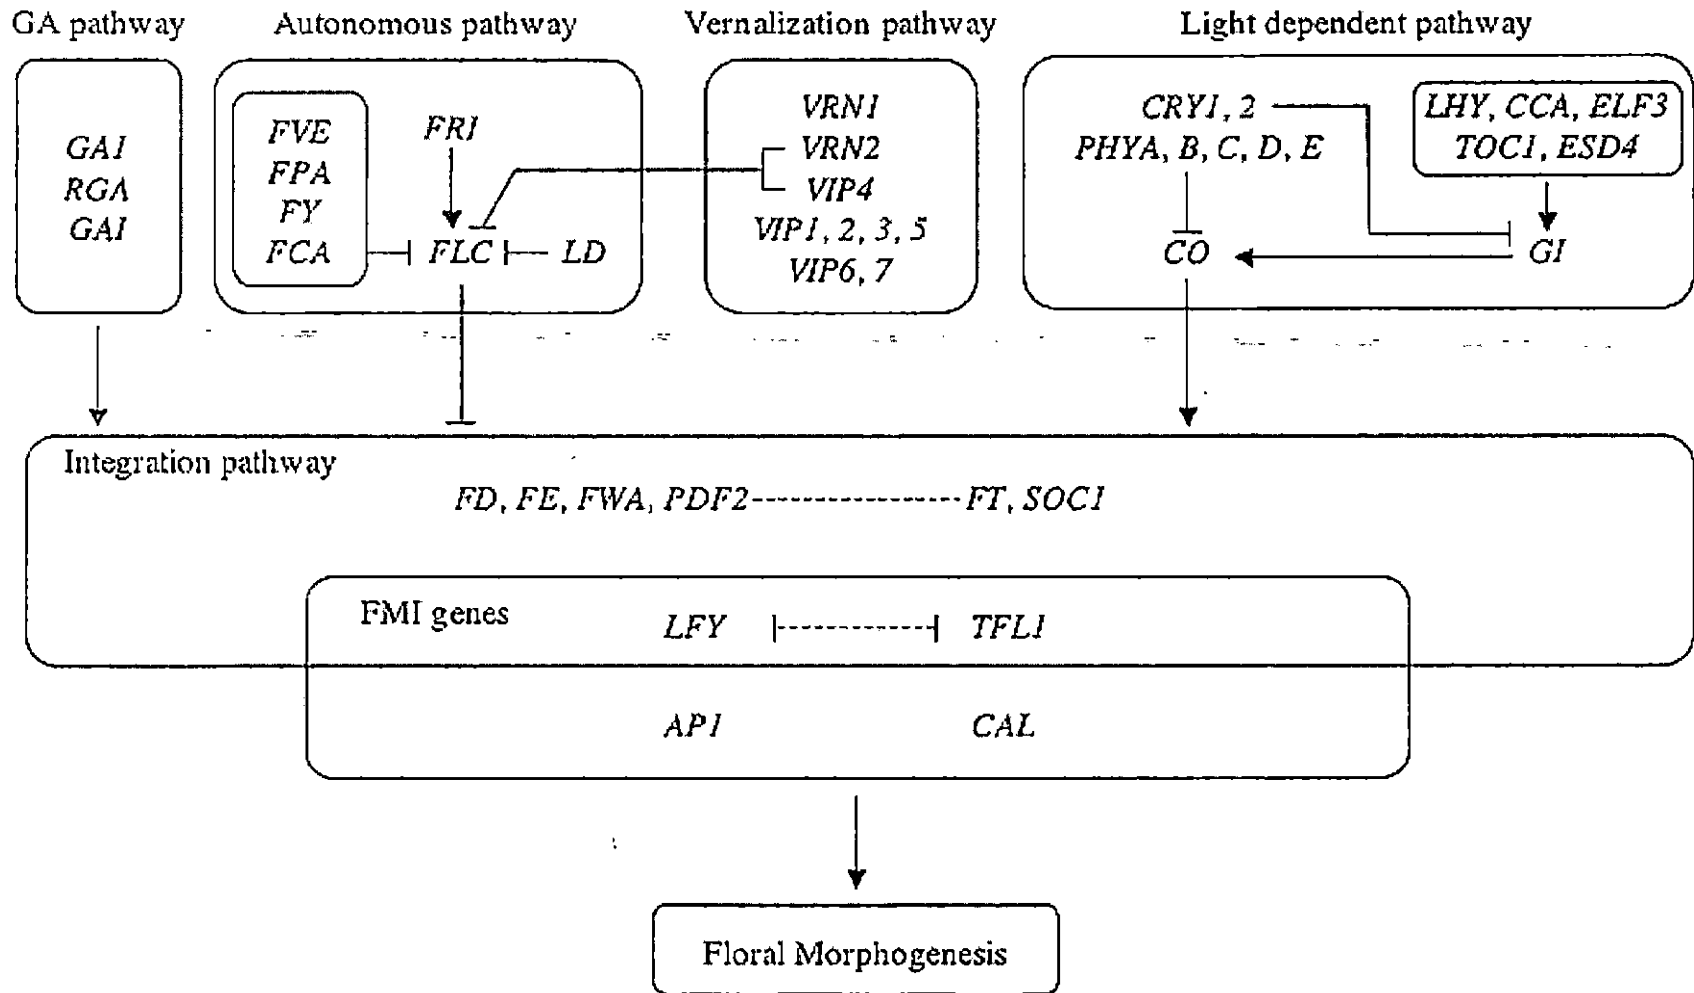 GA pathway
Autonomous pathway
Vernalization pathway
Light dependent pathway
GAI
RGA
GAI
FVE
FPA
FY
FCA
FRI
FLC
LD
VRN1
VRN2
VIP4
VIP1, 2, 3, 5
VIP6, 7
CRY1, 2
PHYA, B, C, D, E
CO
LHY, CCA, ELF3
TOC1, ESD4
GI
Integration pathway
FD, FE, FWA, PDF2
FT, SOC1
FMI genes
LFY
TFL1
AP1
CAL
Floral Morphogenesis